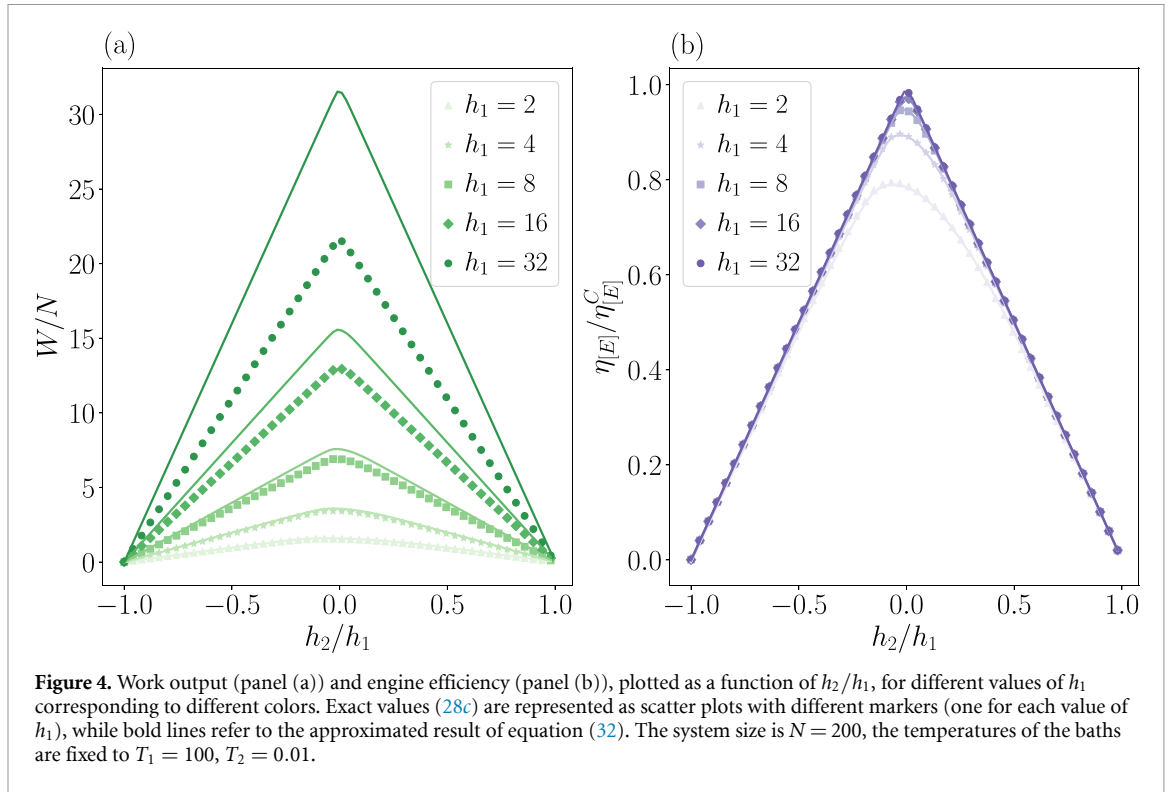 (a)
(b)
30
25
20
15
10
5
0
W/N
−1.0
−0.5
0.0
0.5
1.0
h₂/h₁
h₁ = 2
h₁ = 4
h₁ = 8
h₁ = 16
h₁ = 32
1.0
0.8
0.6
0.4
0.2
0.0
η[E]/η^C[E]
−1.0
−0.5
0.0
0.5
1.0
h₂/h₁
h₁ = 2
h₁ = 4
h₁ = 8
h₁ = 16
h₁ = 32
Figure 4. Work output (panel (a)) and engine efficiency (panel (b)), plotted as a function of h₂/h₁, for different values of h₁
corresponding to different colors. Exact values (28c) are represented as scatter plots with different markers (one for each value of
h₁), while bold lines refer to the approximated result of equation (32). The system size is N = 200, the temperatures of the baths
are fixed to T₁ = 100, T₂ = 0.01.